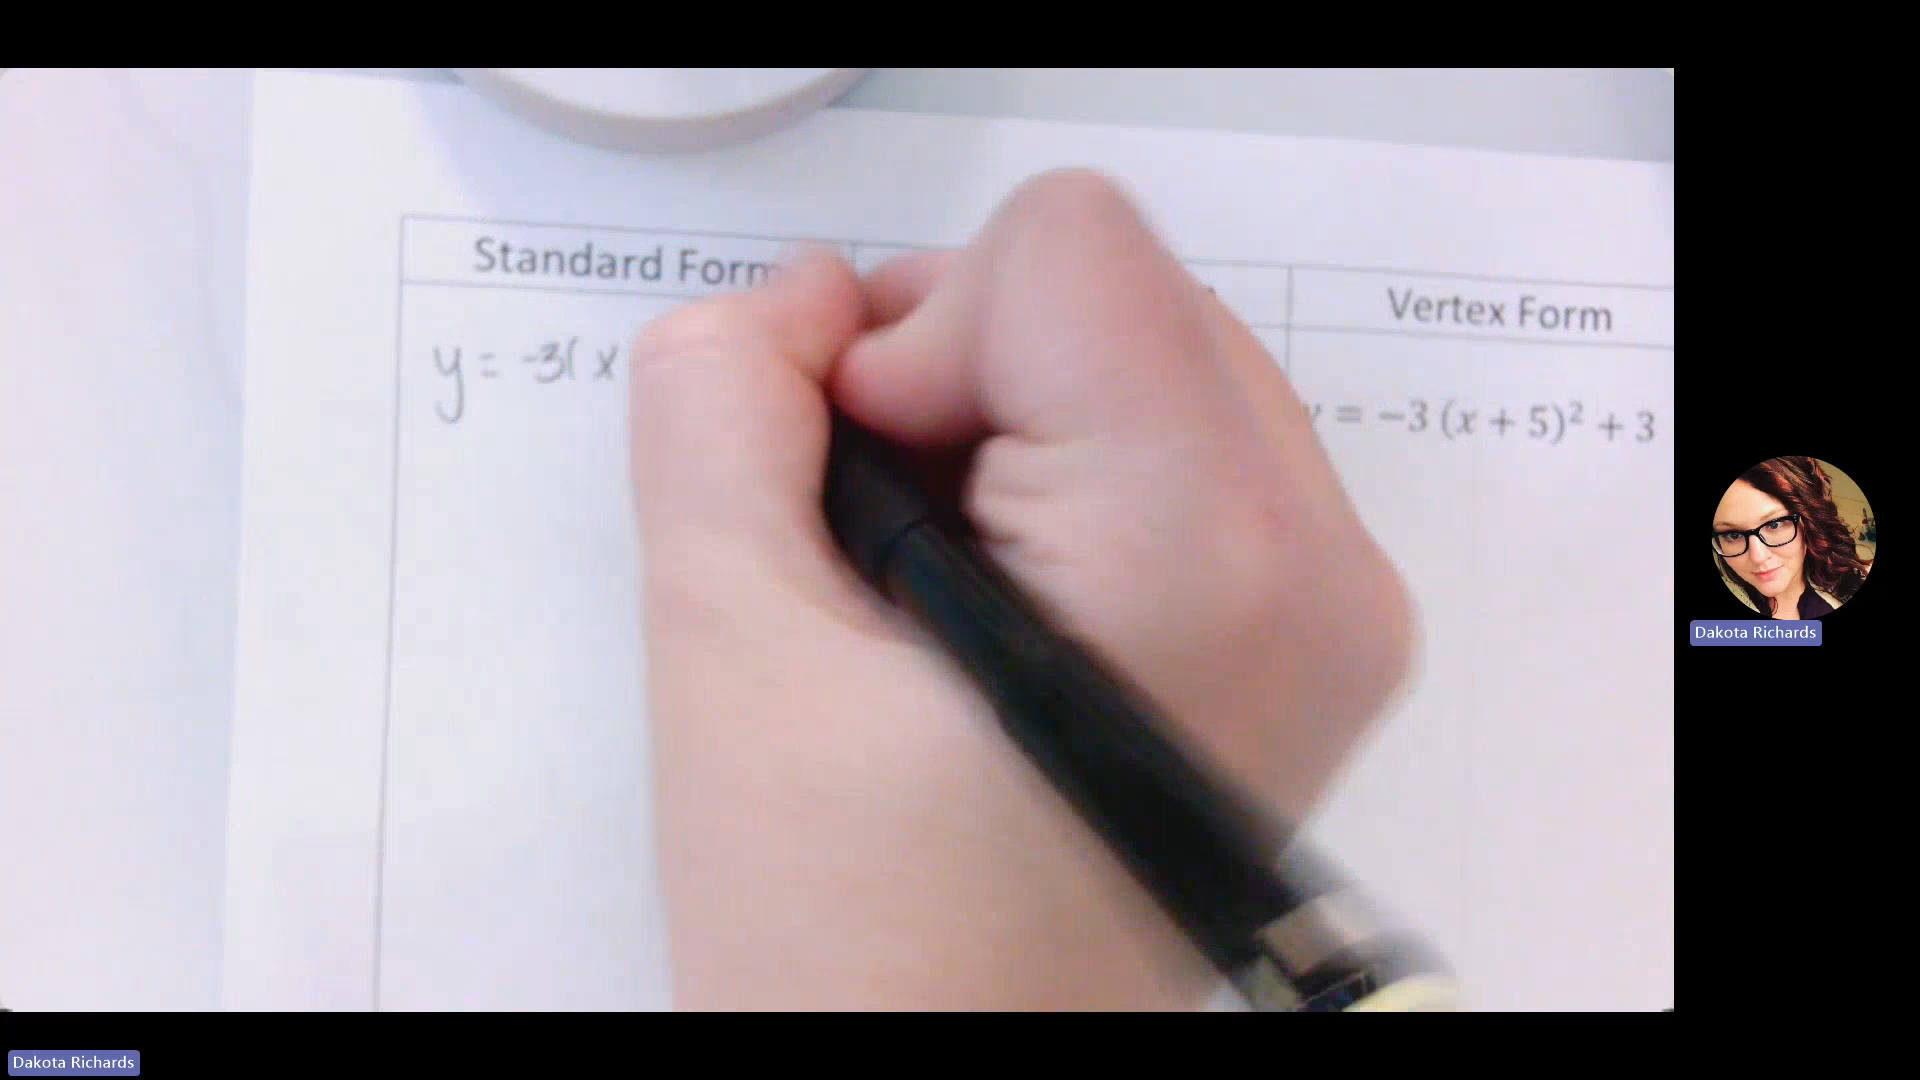 Standard Form
Vertex Form
y = -3( x
= −3 (x + 5)² + 3
Dakota Richards
Dakota Richards